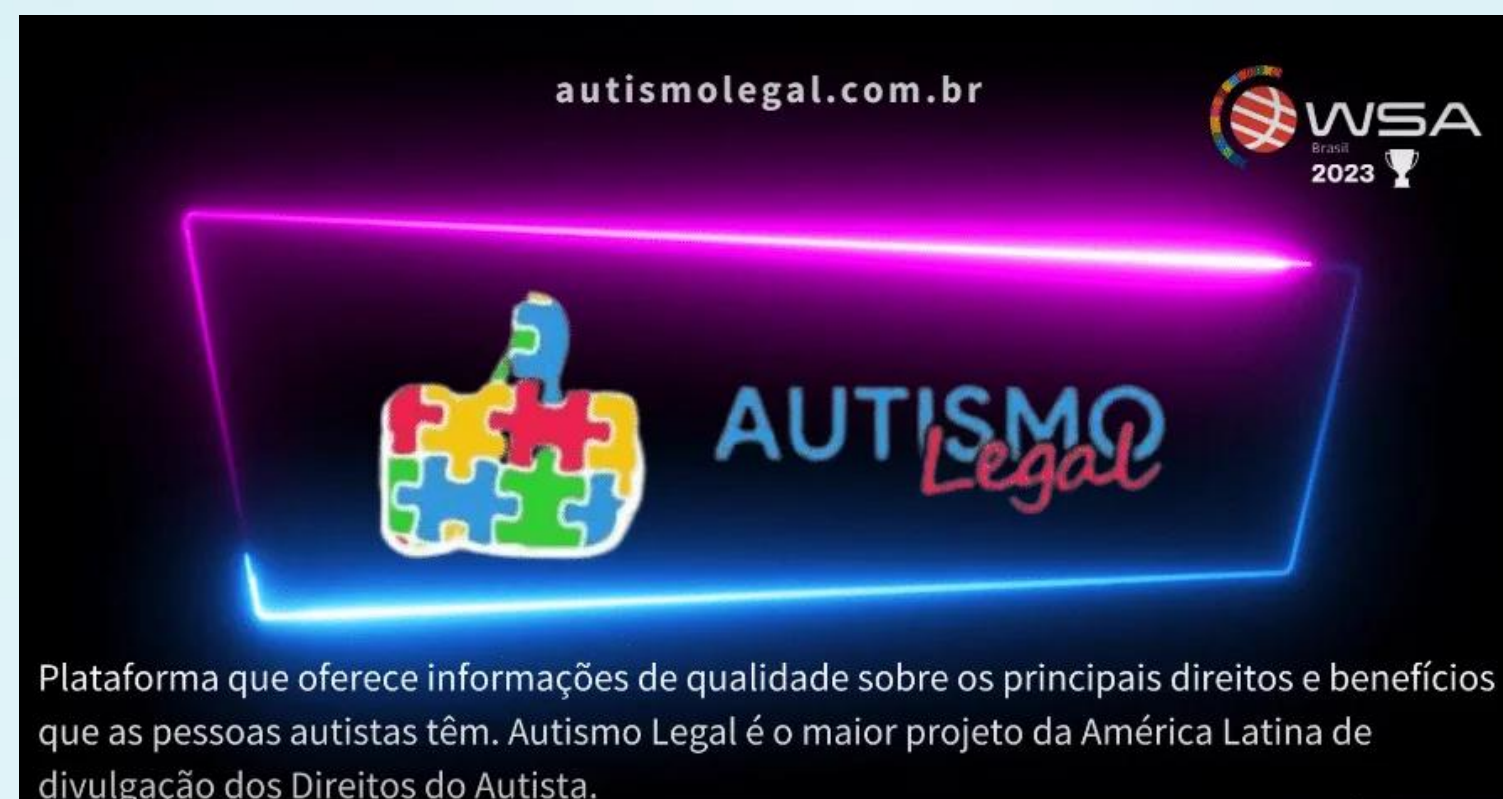 autismolegal.com.br
WSA
Brasil
2023
AUTISMO
Legal
Plataforma que oferece informações de qualidade sobre os principais direitos e benefícios
que as pessoas autistas têm. Autismo Legal é o maior projeto da América Latina de
divulgação dos Direitos do Autista.